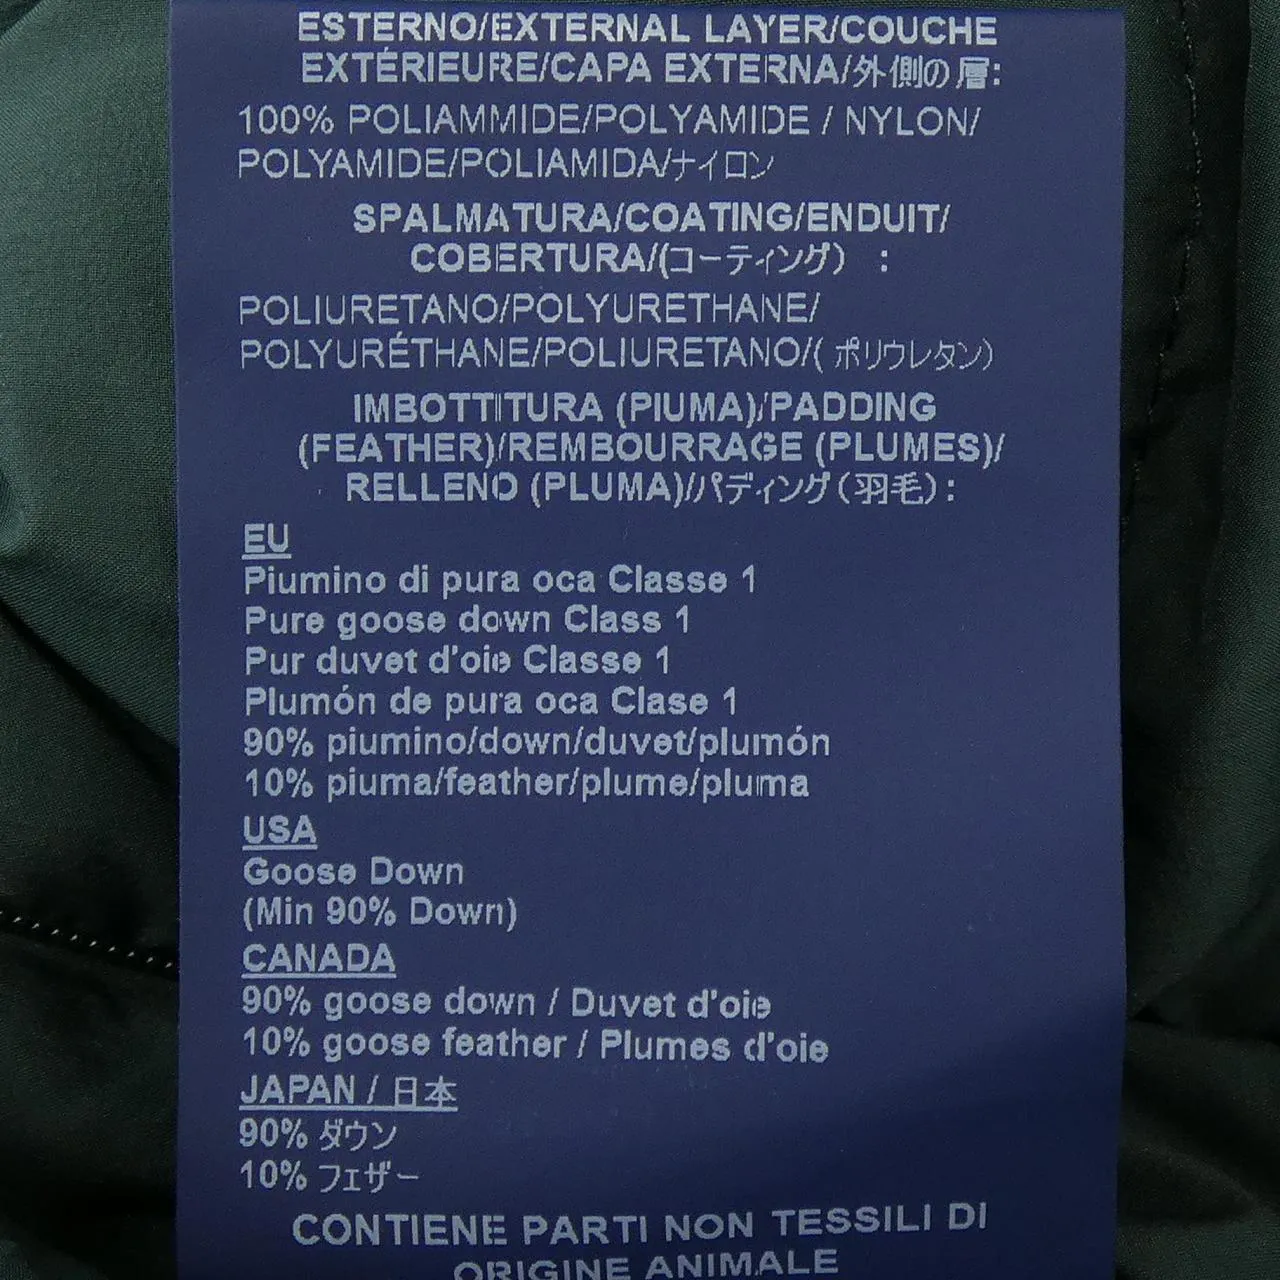 ESTERNO/EXTERNAL LAYER/COUCHE
EXTÉRIEURE/CAPA EXTERNA/外側の層:
100% POLIAMMIDE/POLYAMIDE / NYLON/
POLYAMIDE/POLIAMIDA/ナイロン
SPALMATURA/COATING/ENDUIT/
COBERTURA/(コーティング) :
POLIURETANO/POLYURETHANE/
POLYURÉTHANE/POLIURETANO/(ポリウレタン)
IMBOTTITURA (PIUMA)/PADDING
(FEATHER)/REMBOURRAGE (PLUMES)/
RELLENO (PLUMA)/パディング(羽毛):
EU
Piumino di pura oca Classe 1
Pure goose down Class 1
Pur duvet d'oie Classe 1
Plumón de pura oca Clase 1
90% piumino/down/duvet/plumón
10% piuma/feather/plume/pluma
USA
Goose Down
(Min 90% Down)
CANADA
90% goose down / Duvet d'oie
10% goose feather / Plumes d'oie
JAPAN / 日本
90% ダウン
10% フェザー
CONTIENE PARTI NON TESSILI DI
ORIGINE ANIMALE